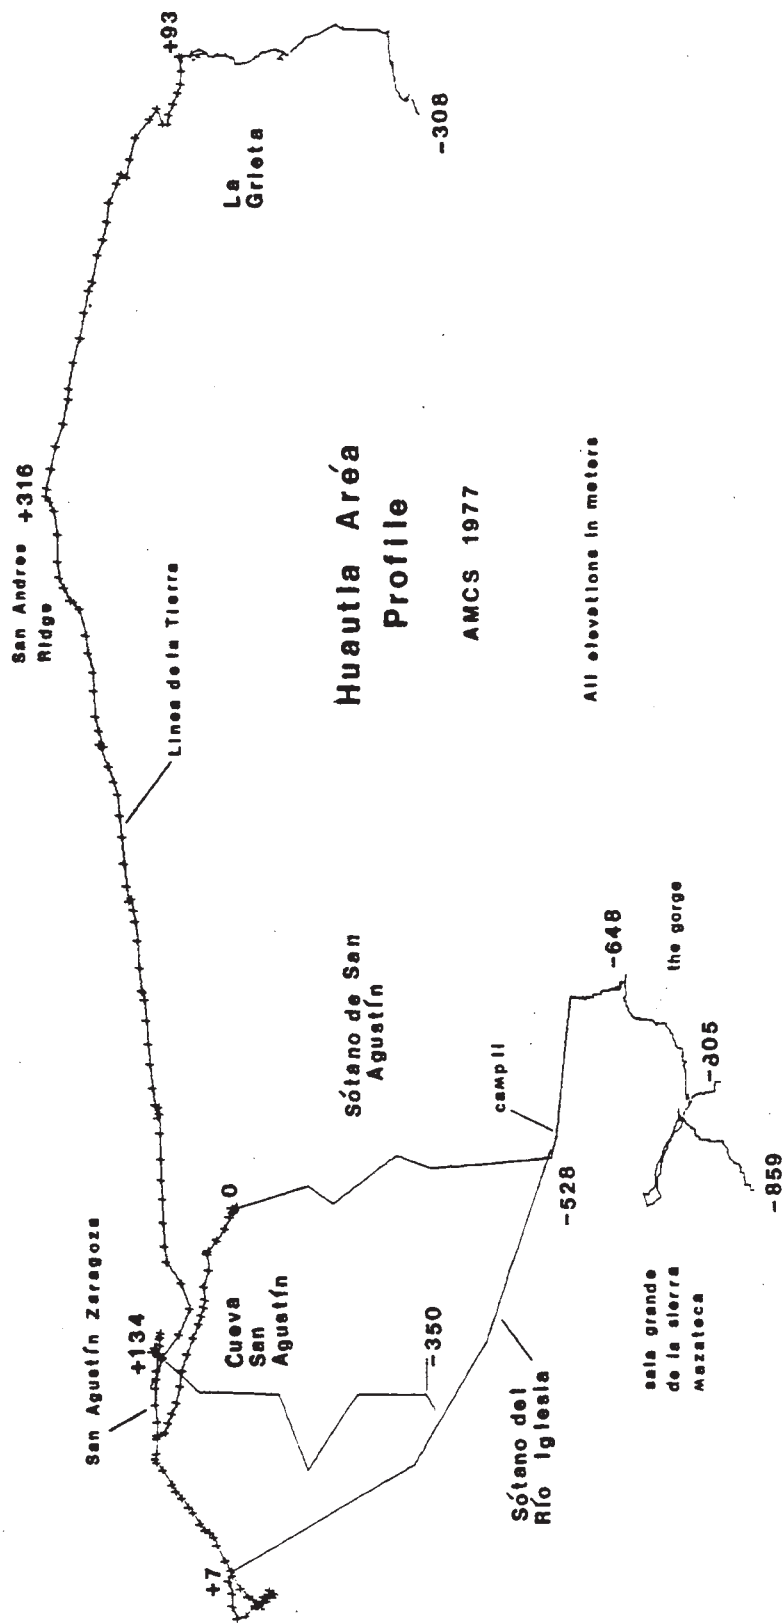 San Andres +316
Ridge
+93
La
Grieta
-308
Linea de la Tierra
Huautla Aréa
Profile
AMCS 1977
All elevations in meters
San Agustín Zaragoza
+134
+7
0
Cueva
San
Agustín
-350
Sótano de San
Agustín
camp II
-528
-648
the gorge
-805
-859
Sótano del
Río Iglesia
sala grande
de la sierra
mazateca